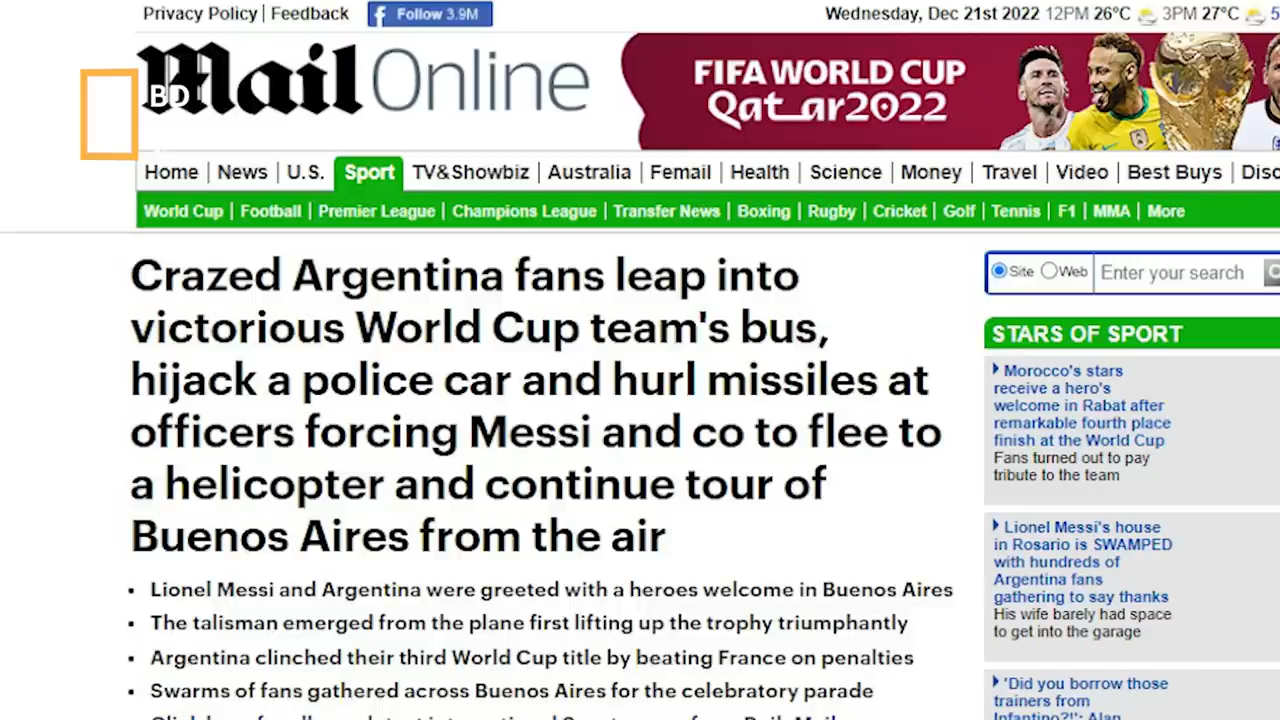 Privacy Policy | Feedback
Follow 3.9M
Wednesday, Dec 21st 2022 12PM 26°C 3PM 27°C 5
BD
Mail Online
FIFA WORLD CUP
Qatar2022
Home | News | U.S. | Sport | TV&Showbiz | Australia | Femail | Health | Science | Money | Travel | Video | Best Buys | Disc
World Cup | Football | Premier League | Champions League | Transfer News | Boxing | Rugby | Cricket | Golf | Tennis | F1 | MMA | More
Crazed Argentina fans leap into
victorious World Cup team's bus,
hijack a police car and hurl missiles at
officers forcing Messi and co to flee to
a helicopter and continue tour of
Buenos Aires from the air
• Lionel Messi and Argentina were greeted with a heroes welcome in Buenos Aires
• The talisman emerged from the plane first lifting up the trophy triumphantly
• Argentina clinched their third World Cup title by beating France on penalties
• Swarms of fans gathered across Buenos Aires for the celebratory parade
Site Web Enter your search
STARS OF SPORT
Morocco's stars
receive a hero's
welcome in Rabat after
remarkable fourth place
finish at the World Cup
Fans turned out to pay
tribute to the team
Lionel Messi's house
in Rosario is SWAMPED
with hundreds of
Argentina fans
gathering to say thanks
His wife barely had space
to get into the garage
'Did you borrow those
trainers from
Infantino?!': Alan